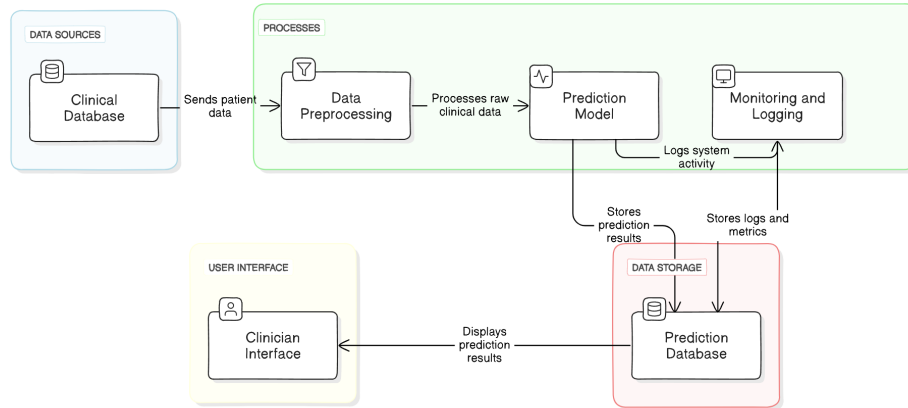 DATA SOURCES
Clinical
Database
Sends patient
data
PROCESSES
Data
Preprocessing
Processes raw
clinical data
Prediction
Model
Monitoring and
Logging
Logs system
activity
Stores
prediction
results
Stores logs and
metrics
USER INTERFACE
Clinician
Interface
Displays
prediction
results
DATA STORAGE
Prediction
Database